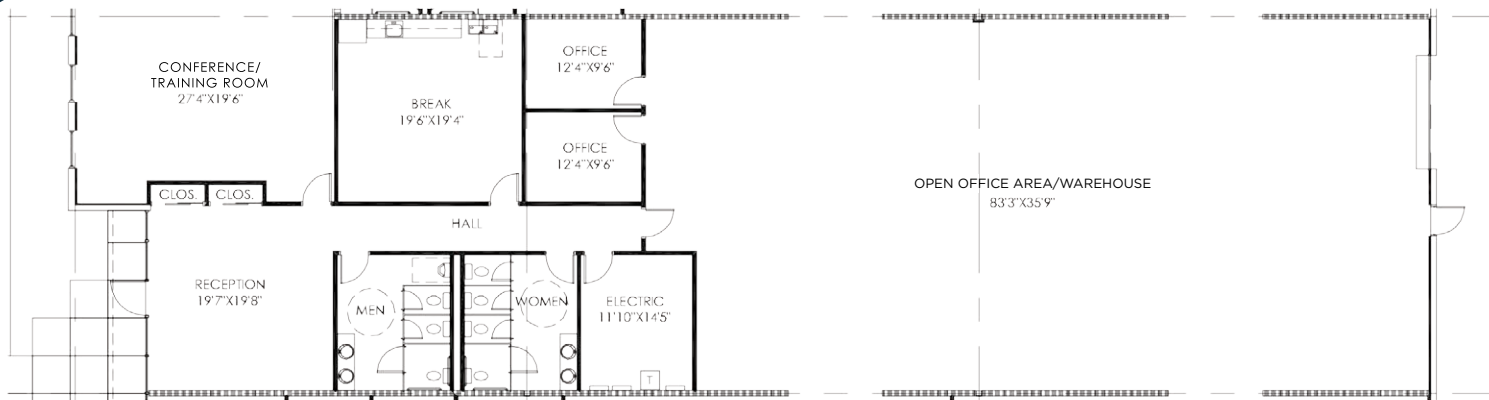 CONFERENCE/
TRAINING ROOM
27'4"X19'6"
BREAK
19'6"X19'4"
OFFICE
12'4"X9'6"
OFFICE
12'4"X9'6"
CLOS.
CLOS.
HALL
OPEN OFFICE AREA/WAREHOUSE
83'3"X35'9"
RECEPTION
19'7"X19'8"
MEN
WOMEN
ELECTRIC
11'10"X14'5"
T